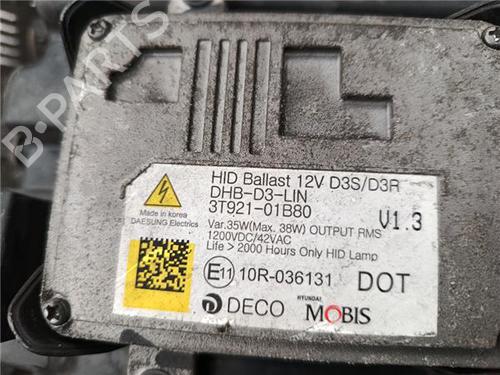 B-PARTS
HID Ballast 12V D3S/D3R
DHB-D3-LIN
3T921-01B80
V1.3
Made in korea
DAESUNG Electrics
Var.35W(Max. 38W) OUTPUT RMS
1200VDC/42VAC
Life > 2000 Hours Only HID Lamp
E11 10R-036131 DOT
DECO
HYUNDAI
MOBIS